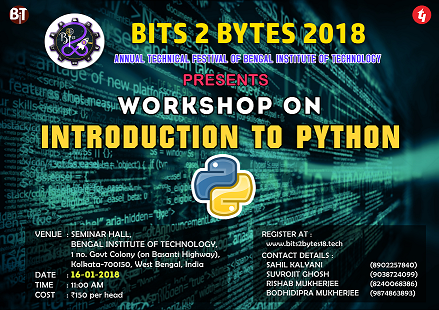 BIT
BITS 2 BYTES 2018
ANNUAL TECHNICAL FESTIVAL OF BENGAL INSTITUTE OF TECHNOLOGY
PRESENTS
WORKSHOP ON
INTRODUCTION TO PYTHON
VENUE : SEMINAR HALL,
BENGAL INSTITUTE OF TECHNOLOGY,
1 no. Govt Colony (on Basanti Highway),
Kolkata-700150, West Bengal, India
DATE : 16-01-2018
TIME : 11:00 AM
COST : ₹150 per head
REGISTER AT :
www.bits2bytes18.tech
CONTACT DETAILS :
SAHIL KALYANI (8902257840)
SUVROJIT GHOSH (9038724099)
RISHAB MUKHERJEE (8240068386)
BODHIDIPRA MUKHERJEE (9874863893)